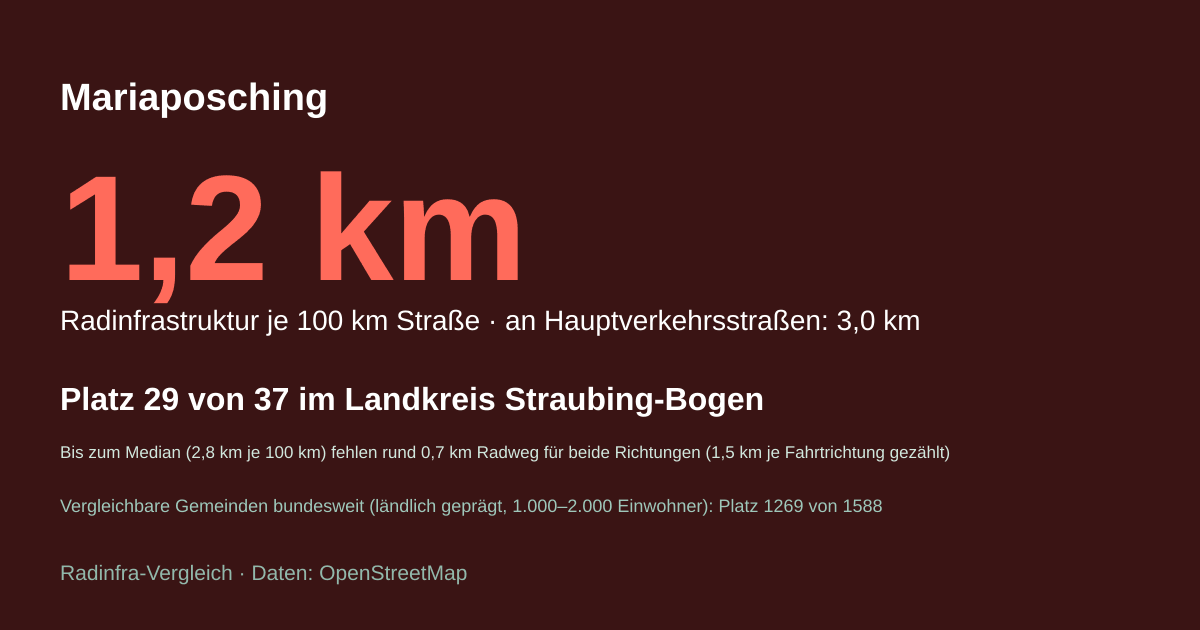 Mariaposching
1,2 km
Radinfrastruktur je 100 km Straße · an Hauptverkehrsstraßen: 3,0 km
Platz 29 von 37 im Landkreis Straubing-Bogen
Bis zum Median (2,8 km je 100 km) fehlen rund 0,7 km Radweg für beide Richtungen (1,5 km je Fahrtrichtung gezählt)
Vergleichbare Gemeinden bundesweit (ländlich geprägt, 1.000–2.000 Einwohner): Platz 1269 von 1588
Radinfra-Vergleich · Daten: OpenStreetMap